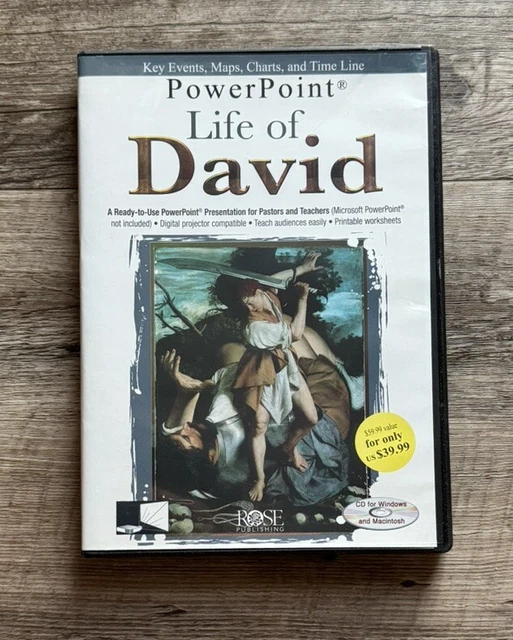 Key Events, Maps, Charts, and Time Line
PowerPoint®
Life of
David
A Ready-to-Use PowerPoint® Presentation for Pastors and Teachers (Microsoft PowerPoint®
not included) • Digital projector compatible • Teach audiences easily • Printable worksheets
$59.99 value
for only
US $39.99
ROSE
PUBLISHING
CD for Windows
and Macintosh